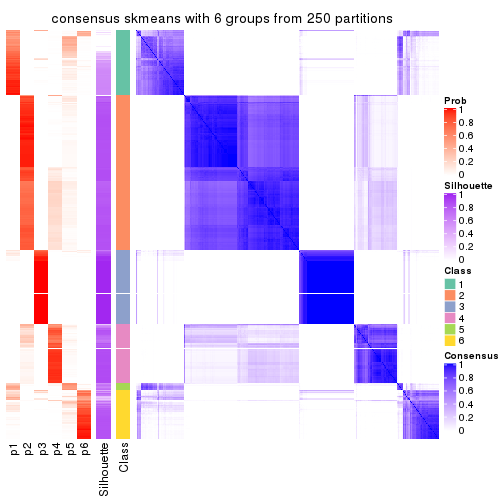 consensus skmeans with 6 groups from 250 partitions
Prob
1
0.8
0.6
0.4
0.2
0
Silhouette
1
0.8
0.6
0.4
0.2
0
Class
1
2
3
4
5
6
Consensus
1
0.8
0.6
0.4
0.2
0
p1
p2
p3
p4
p5
p6
Silhouette
Class